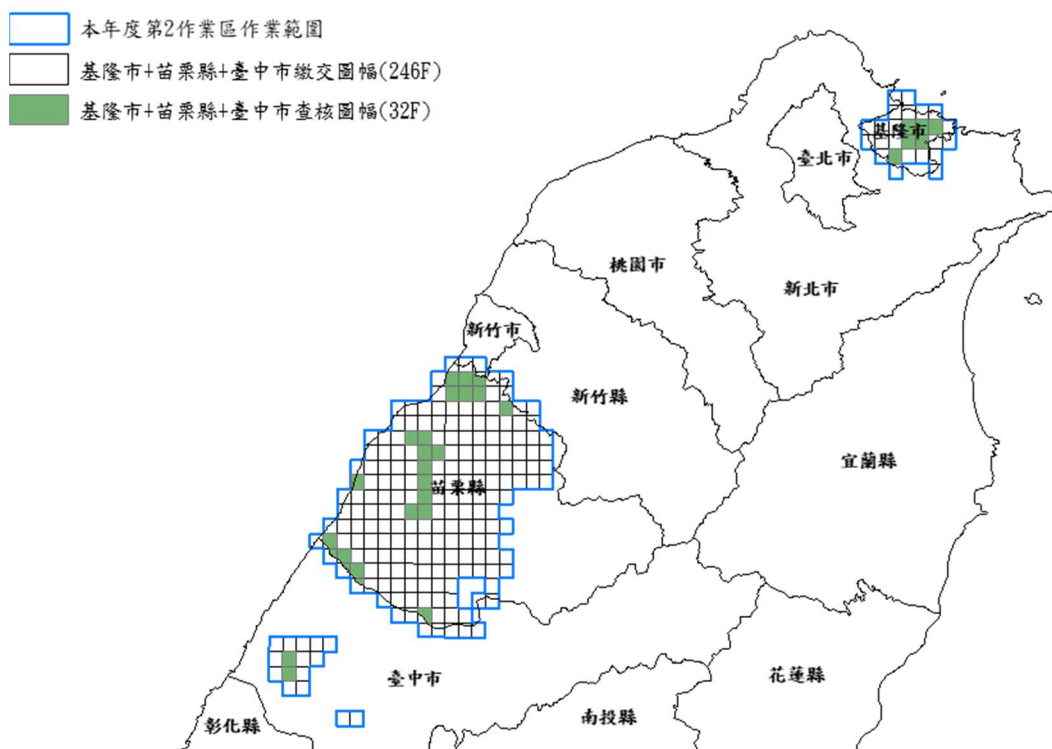 本年度第2作業區作業範圍
基隆市+苗栗縣+臺中市繳交圖幅(246F)
基隆市+苗栗縣+臺中市查核圖幅(32F)
基隆市
臺北市
桃園市
新北市
新竹市
新竹縣
宜蘭縣
苗栗縣
臺中市
花蓮縣
南投縣
彰化縣